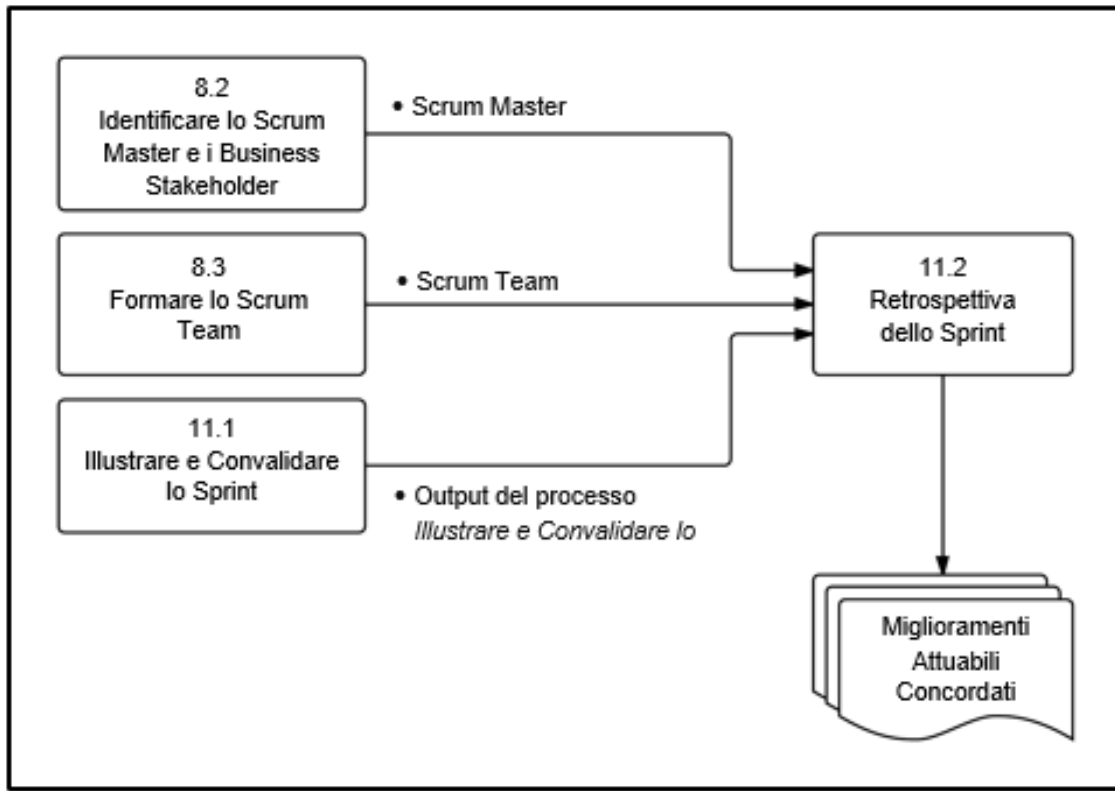 8.2
Identificare lo Scrum
Master e i Business
Stakeholder
• Scrum Master
8.3
Formare lo Scrum
Team
• Scrum Team
11.2
Retrospettiva
dello Sprint
11.1
Illustrare e Convalidare
lo Sprint
• Output del processo
Illustrare e Convalidare lo
Miglioramenti
Attuabili
Concordati